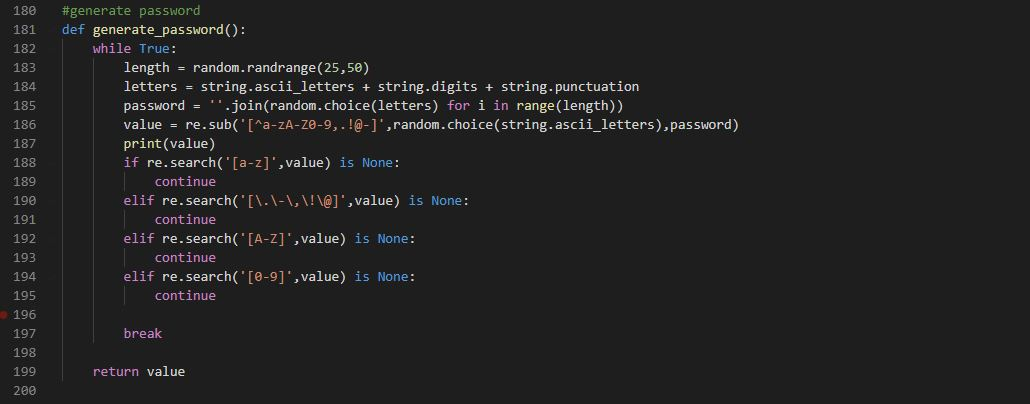 180 #generate password
181 def generate_password():
182     while True:
183         length = random.randrange(25,50)
184         letters = string.ascii_letters + string.digits + string.punctuation
185         password = ''.join(random.choice(letters) for i in range(length))
186         value = re.sub('[^a-zA-Z0-9,.!@-]',random.choice(string.ascii_letters),password)
187         print(value)
188         if re.search('[a-z]',value) is None:
189             continue
190         elif re.search('[\.\-\,\!\@]',value) is None:
191             continue
192         elif re.search('[A-Z]',value) is None:
193             continue
194         elif re.search('[0-9]',value) is None:
195             continue
196
197         break
198
199     return value
200